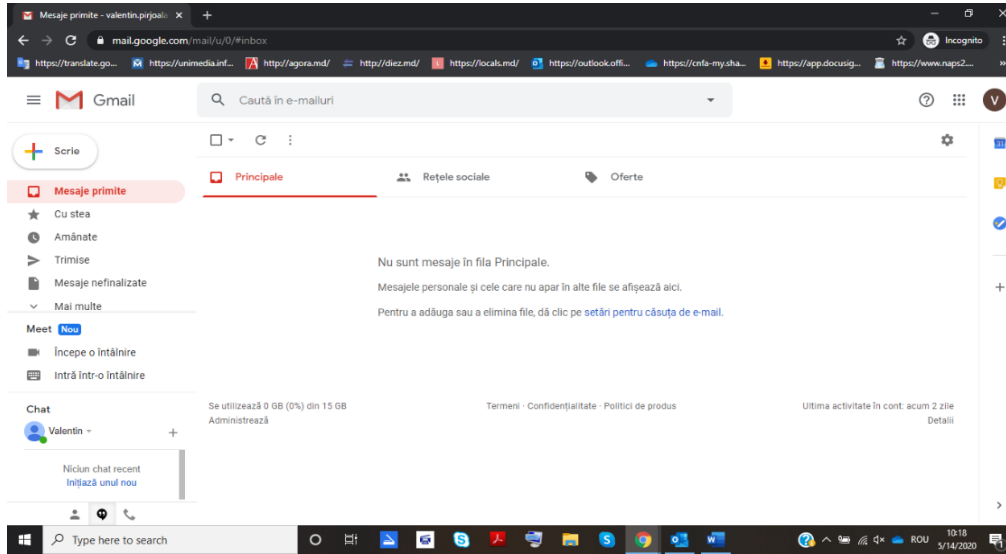 Mesaje primite - valentin.pirjoala
mail.google.com/mail/u/0/#inbox
Incognito
https://translate.go... https://unimedia.inf... http://agora.md/ http://diez.md/ https://locals.md/ https://outlook.offi... https://cnfa-my.sha... https://app.docusig... https://www.naps2....
Gmail
Caută în e-mailuri
V
Scrie
Mesaje primite
Cu stea
Amânate
Trimise
Mesaje nefinalizate
Mai multe
Meet Nou
Începe o întâlnire
Intră într-o întâlnire
Chat
Valentin
Niciun chat recent
Inițiază unul nou
Principale
Rețele sociale
Oferte
Nu sunt mesaje în fila Principale.
Mesajele personale și cele care nu apar în alte file se afișează aici.
Pentru a adăuga sau a elimina file, dă clic pe setări pentru căsuța de e-mail.
Se utilizează 0 GB (0%) din 15 GB
Administrează
Termeni · Confidențialitate · Politici de produs
Ultima activitate în cont: acum 2 zile
Detalii
31
Type here to search
ROU
10:18
5/14/2020